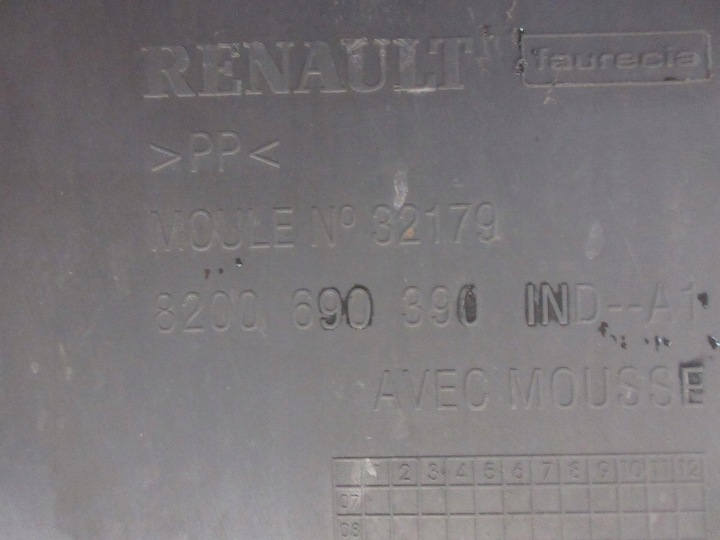 RENAULT faurecia
>PP<
MOULE Nº 32179
8200 690 390 IND--A1
AVEC MOUSSE
1 2 3 4 5 6 7 8 9 10 11 12
07
08